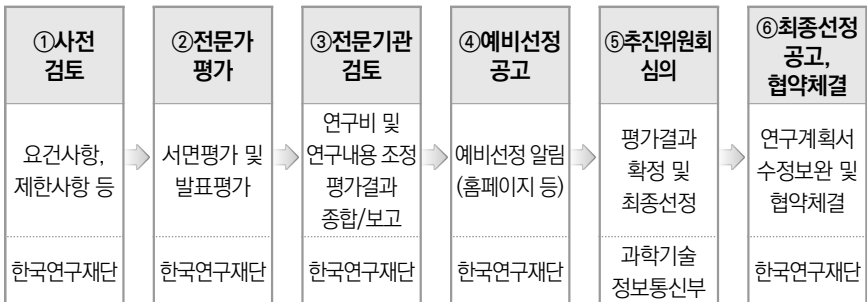 ①사전
검토
②전문가
평가
③전문기관
검토
④예비선정
공고
⑤추진위원회
심의
⑥최종선정
공고,
협약체결
요건사항,
제한사항 등
서면평가 및
발표평가
연구비 및
연구내용 조정
평가결과
종합/보고
예비선정 알림
(홈페이지 등)
평가결과
확정 및
최종선정
연구계획서
수정보완 및
협약체결
한국연구재단
한국연구재단
한국연구재단
한국연구재단
과학기술
정보통신부
한국연구재단